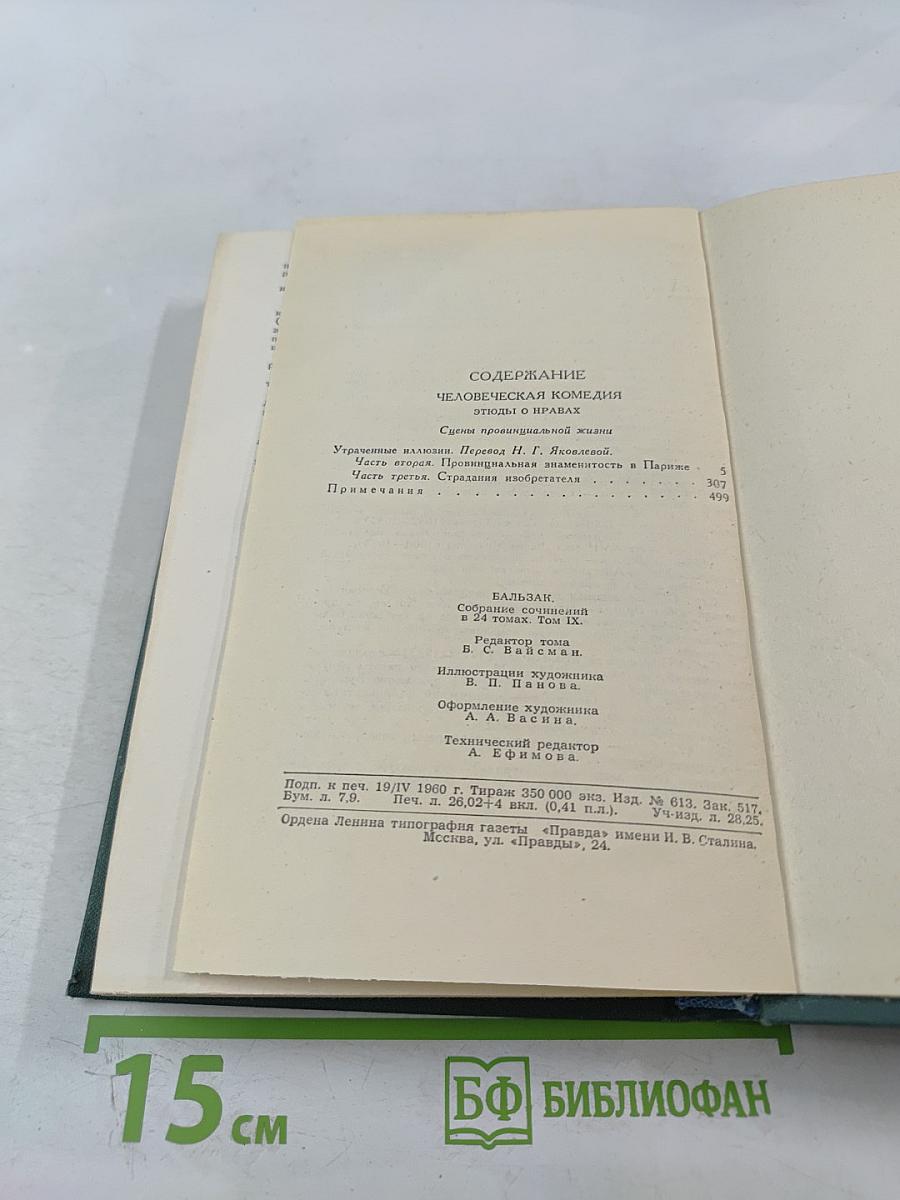 СОДЕРЖАНИЕ
ЧЕЛОВЕЧЕСКАЯ КОМЕДИЯ
ЭТЮДЫ О НРАВАХ
Сцены провинциальной жизни
Утраченные иллюзии. Перевод Н. Г. Яковлевой.
Часть вторая. Провинциальная знаменитость в Париже . 5
Часть третья. Страдания изобретателя . . . . . . . 307
Примечания . . . . . . . . . . . . . . . 499
БАЛЬЗАК.
Собрание сочинений
в 24 томах. Том IX.
Редактор тома
Б. С. Вайсман.
Иллюстрации художника
В. П. Панова.
Оформление художника
А. А. Васина.
Технический редактор
А. Ефимова.
Подп. к печ. 19/IV 1960 г. Тираж 350 000 экз. Изд. № 613. Зак. 517.
Бум. л. 7,9. Печ. л. 26,02+4 вкл. (0,41 п.л.). Уч-изд. л. 28,25.
Ордена Ленина типография газеты «Правда» имени И. В. Сталина.
Москва, ул. «Правды», 24.
15 см
БФ БИБЛИОФАН